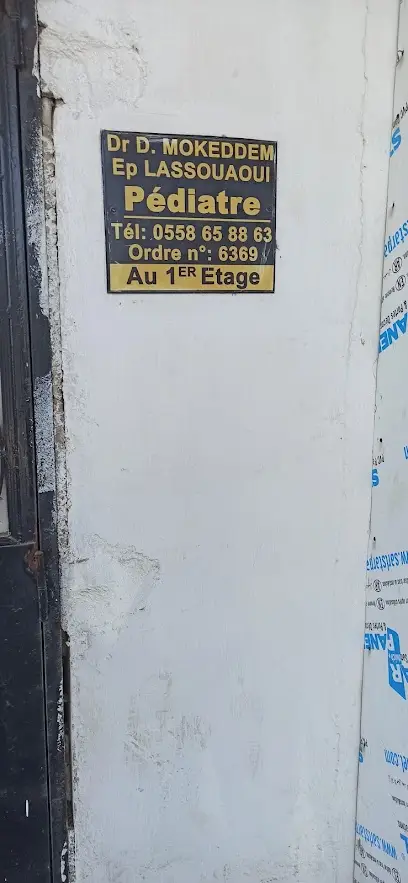 Dr D. MOKEDDEM
Ep LASSOUAOUI
Pédiatre
Tél: 0558 65 88 63
Ordre n°: 6369
Au 1ER Etage